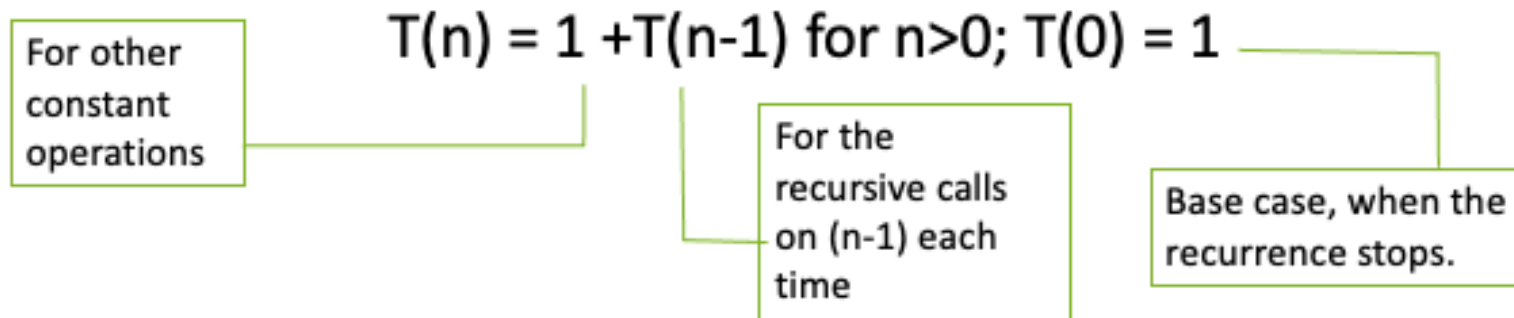 T(n) = 1 +T(n-1) for n>0; T(0) = 1
For other
constant
operations
For the
recursive calls
on (n-1) each
time
Base case, when the
recurrence stops.